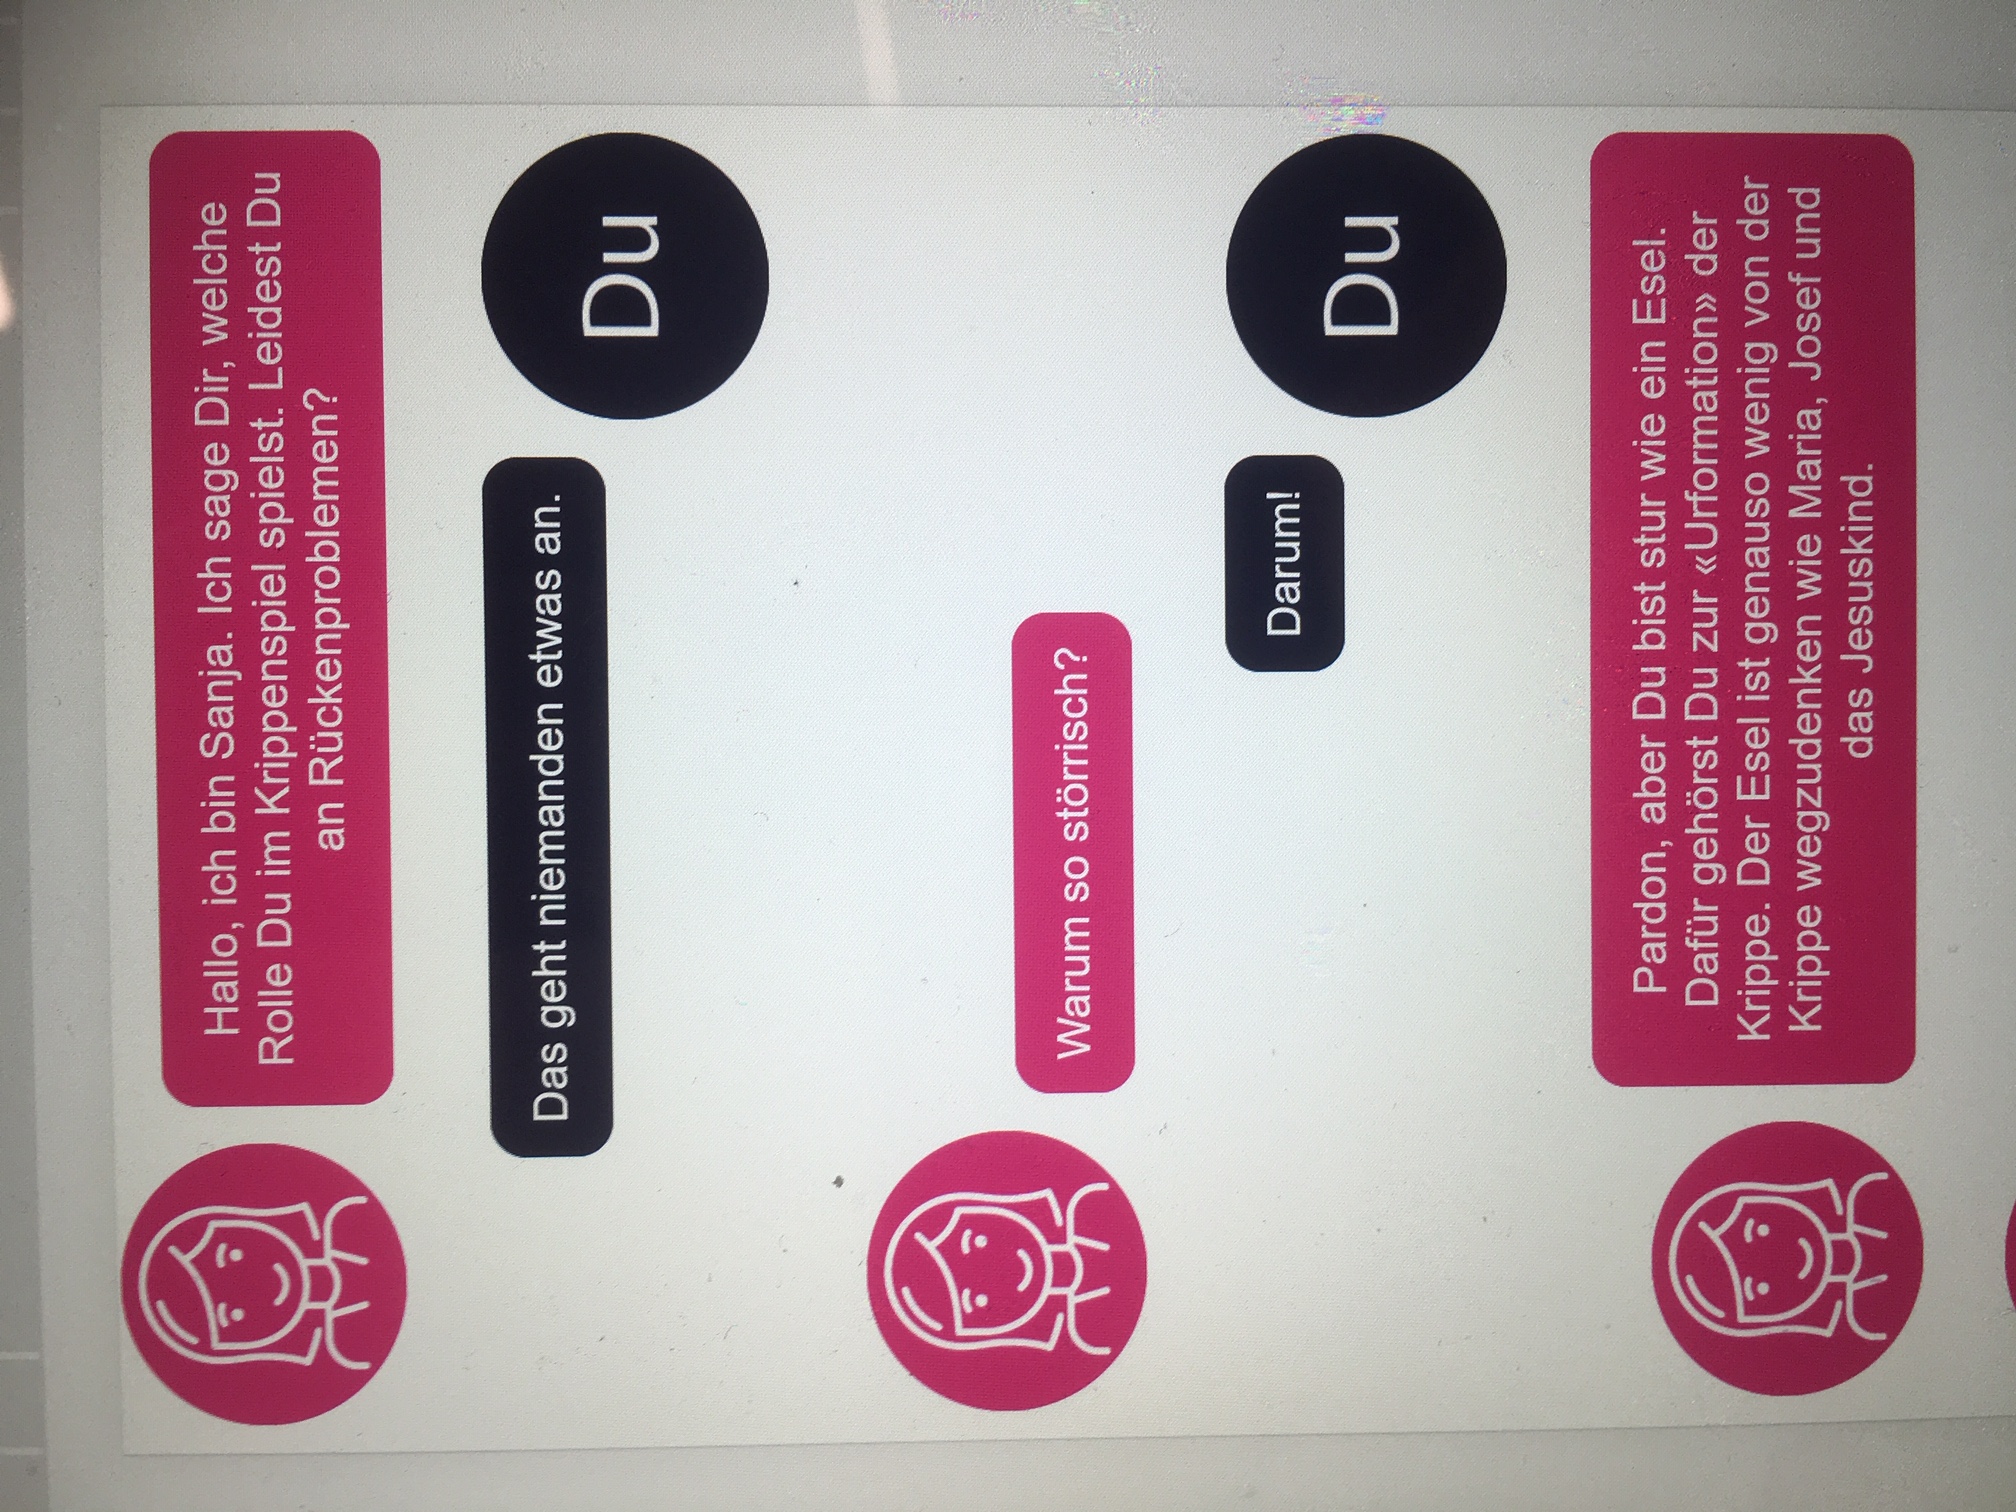 Hallo, ich bin Sanja. Ich sage Dir, welche
Rolle Du im Krippenspiel spielst. Leidest Du
an Rückenproblemen?
Das geht niemanden etwas an.
Du
Warum so störrisch?
Darum!
Du
Pardon, aber Du bist stur wie ein Esel.
Dafür gehörst Du zur «Urformation» der
Krippe. Der Esel ist genauso wenig von der
Krippe wegzudenken wie Maria, Josef und
das Jesuskind.